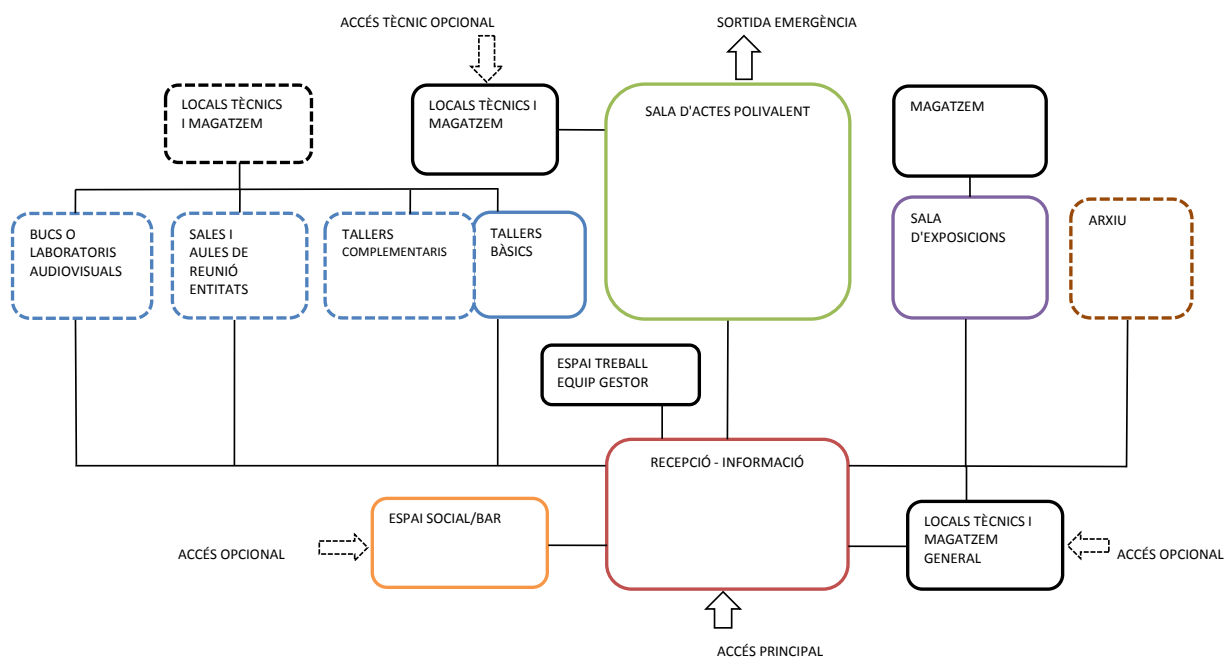 ACCÉS TÈCNIC OPCIONAL
SORTIDA EMERGÈNCIA
LOCALS TÈCNICS
I MAGATZEM
LOCALS TÈCNICS I
MAGATZEM
SALA D'ACTES POLIVALENT
MAGATZEM
BUCS O
LABORATORIS
AUDIOVISUALS
SALES I
AULES DE
REUNIÓ
ENTITATS
TALLERS
COMPLEMENTARIS
TALLERS
BÀSICS
SALA
D'EXPOSICIONS
ARXIU
ESPAI TREBALL
EQUIP GESTOR
RECEPCIÓ - INFORMACIÓ
ESPAI SOCIAL/BAR
LOCALS TÈCNICS I
MAGATZEM
GENERAL
ACCÉS OPCIONAL
ACCÉS OPCIONAL
ACCÉS PRINCIPAL